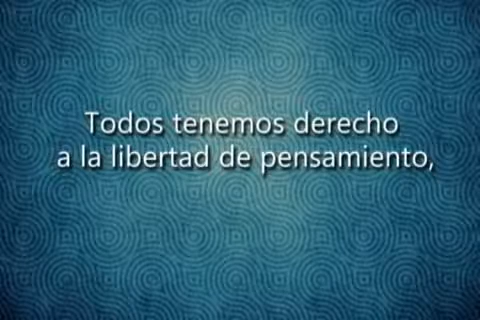 Todos tenemos derecho
a la libertad de pensamiento,